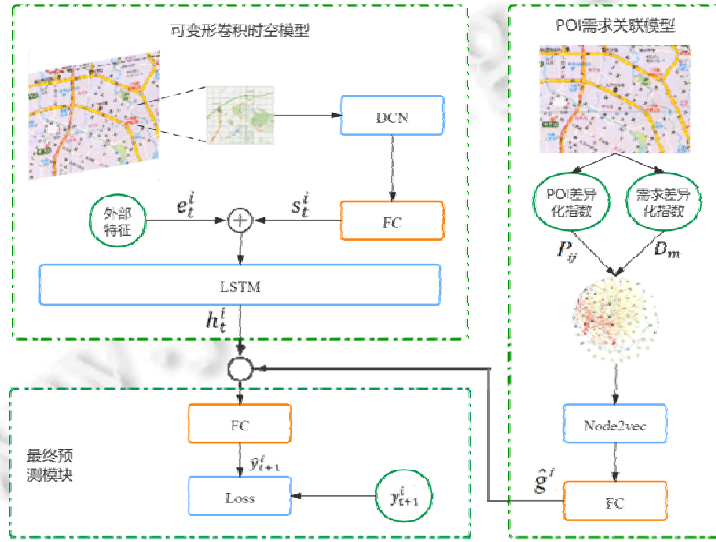 可变形卷积时空模型
DCN
外部
特征
e_t^i
+
s_t^i
FC
LSTM
h_t^i
POI需求关联模型
POI差异
化指数
需求差异
化指数
P_ij
D_m
Node2vec
ĝ^i
FC
最终预
测模块
FC
ŷ_{t+1}^i
Loss
y_{t+1}^i